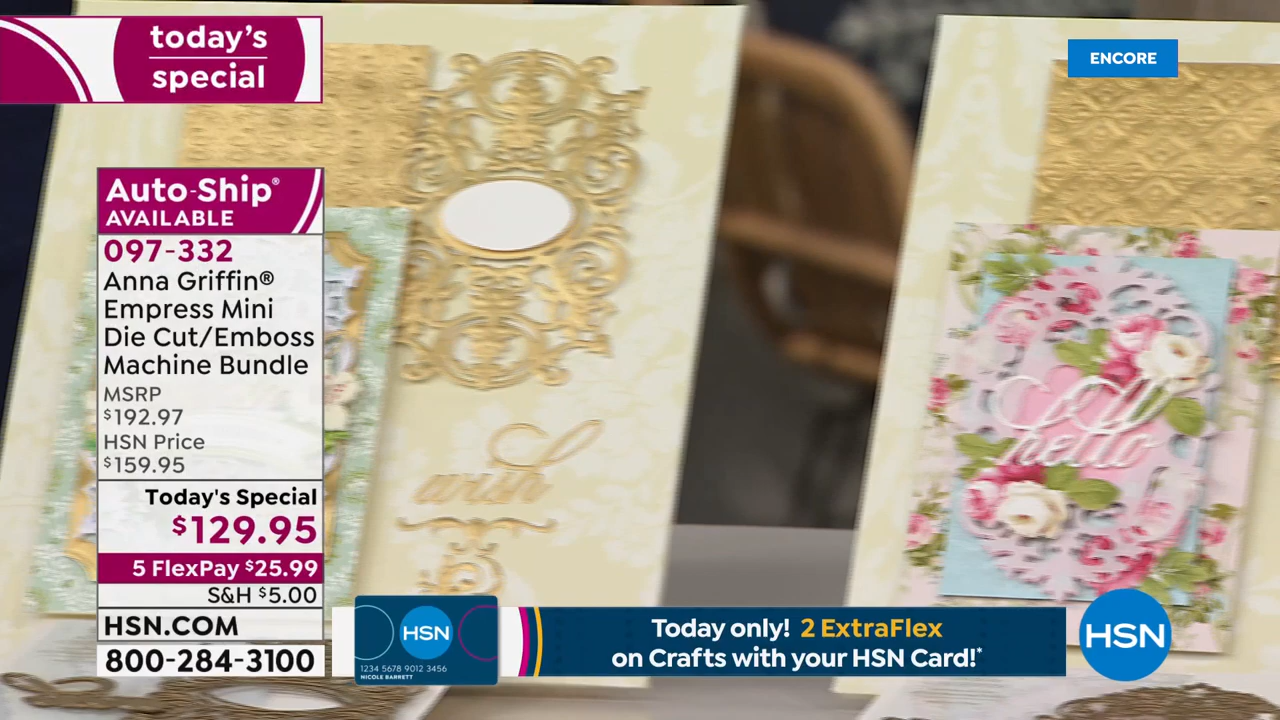 today's
special
ENCORE
Auto-Ship®
AVAILABLE
097-332
Anna Griffin®
Empress Mini
Die Cut/Emboss
Machine Bundle
MSRP
$192.97
HSN Price
$159.95
Today's Special
$129.95
5 FlexPay $25.99
S&H $5.00
HSN.COM
800-284-3100
wish
hello
HSN
1234 5678 9012 3456
NICOLE BARRETT
Today only! 2 ExtraFlex
on Crafts with your HSN Card!*
HSN